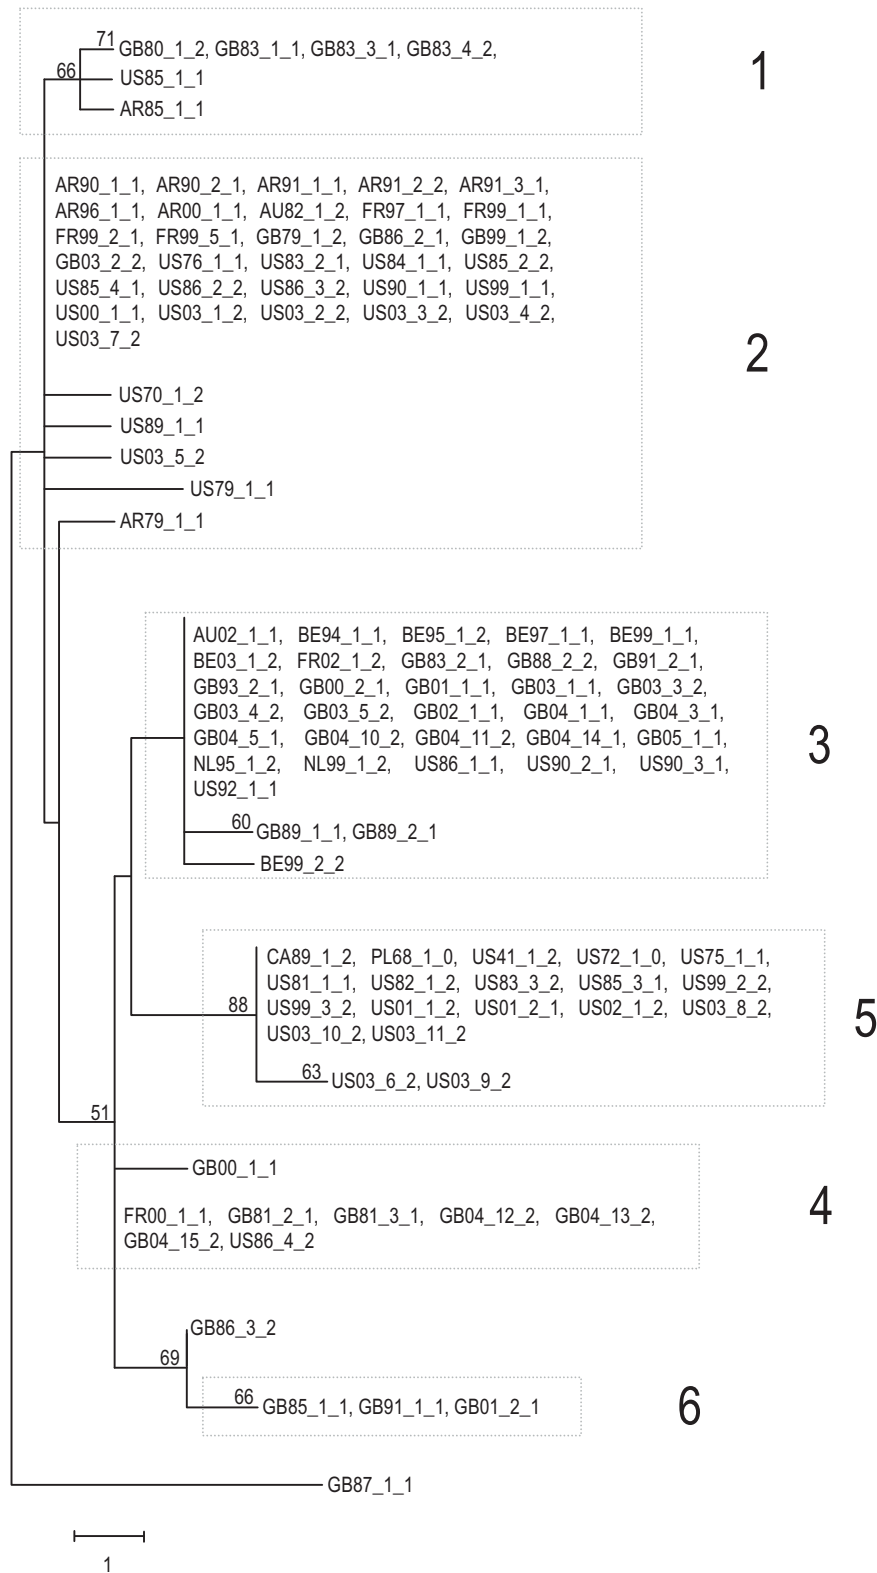 71
GB80_1_2, GB83_1_1, GB83_3_1, GB83_4_2,
66
US85_1_1
AR85_1_1
1
AR90_1_1, AR90_2_1, AR91_1_1, AR91_2_2, AR91_3_1,
AR96_1_1, AR00_1_1, AU82_1_2, FR97_1_1, FR99_1_1,
FR99_2_1, FR99_5_1, GB79_1_2, GB86_2_1, GB99_1_2,
GB03_2_2, US76_1_1, US83_2_1, US84_1_1, US85_2_2,
US85_4_1, US86_2_2, US86_3_2, US90_1_1, US99_1_1,
US00_1_1, US03_1_2, US03_2_2, US03_3_2, US03_4_2,
US03_7_2
2
US70_1_2
US89_1_1
US03_5_2
US79_1_1
AR79_1_1
AU02_1_1, BE94_1_1, BE95_1_2, BE97_1_1, BE99_1_1,
BE03_1_2, FR02_1_2, GB83_2_1, GB88_2_2, GB91_2_1,
GB93_2_1, GB00_2_1, GB01_1_1, GB03_1_1, GB03_3_2,
GB03_4_2, GB03_5_2, GB02_1_1, GB04_1_1, GB04_3_1,
GB04_5_1, GB04_10_2, GB04_11_2, GB04_14_1, GB05_1_1,
NL95_1_2, NL99_1_2, US86_1_1, US90_2_1, US90_3_1,
US92_1_1
3
60
GB89_1_1, GB89_2_1
BE99_2_2
CA89_1_2, PL68_1_0, US41_1_2, US72_1_0, US75_1_1,
US81_1_1, US82_1_2, US83_3_2, US85_3_1, US99_2_2,
US99_3_2, US01_1_2, US01_2_1, US02_1_2, US03_8_2,
US03_10_2, US03_11_2
88
5
63
US03_6_2, US03_9_2
51
GB00_1_1
4
FR00_1_1, GB81_2_1, GB81_3_1, GB04_12_2, GB04_13_2,
GB04_15_2, US86_4_2
GB86_3_2
69
66
GB85_1_1, GB91_1_1, GB01_2_1
6
GB87_1_1
1